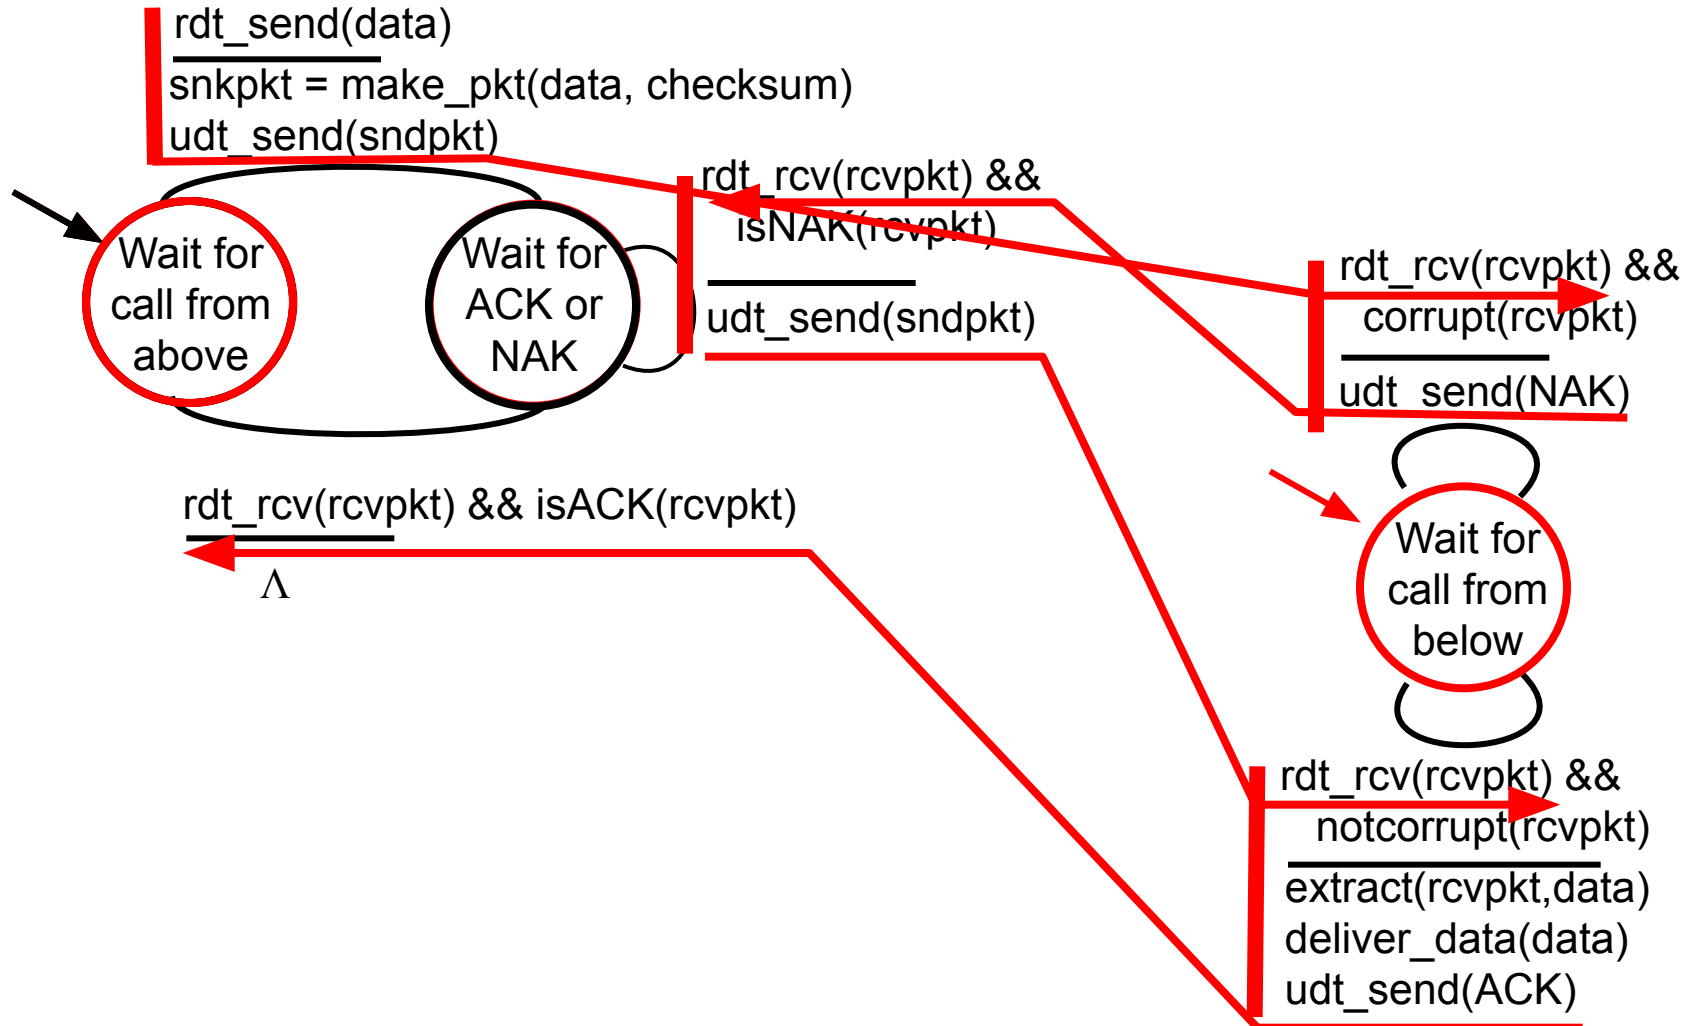 rdt_send(data)
snkpkt = make_pkt(data, checksum)
udt_send(sndpkt)
rdt_rcv(rcvpkt) &&
isNAK(rcvpkt)
udt_send(sndpkt)
Wait for
call from
above
Wait for
ACK or
NAK
rdt_rcv(rcvpkt) && isACK(rcvpkt)
Λ
rdt_rcv(rcvpkt) &&
corrupt(rcvpkt)
udt_send(NAK)
Wait for
call from
below
rdt_rcv(rcvpkt) &&
notcorrupt(rcvpkt)
extract(rcvpkt,data)
deliver_data(data)
udt_send(ACK)